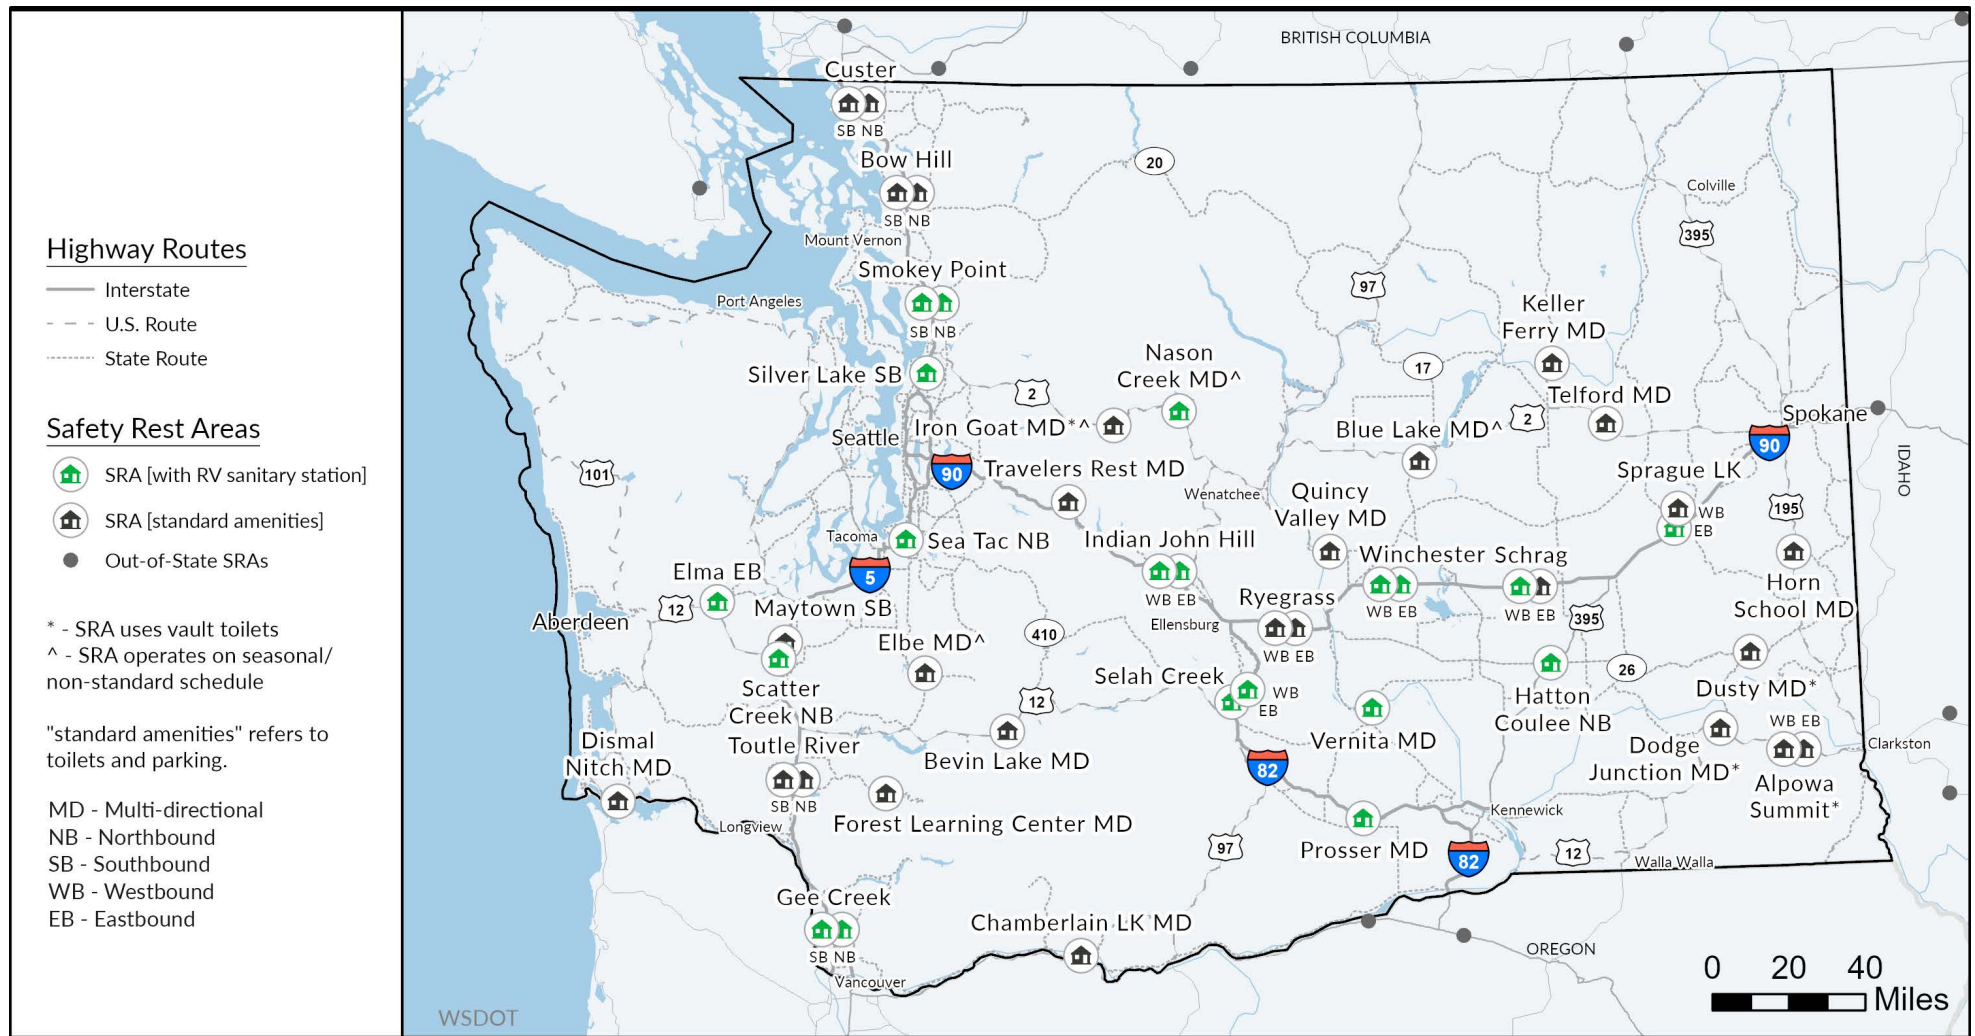 Highway Routes
Interstate
U.S. Route
State Route
Safety Rest Areas
SRA [with RV sanitary station]
SRA [standard amenities]
Out-of-State SRAs
* - SRA uses vault toilets
^ - SRA operates on seasonal/
non-standard schedule
"standard amenities" refers to
toilets and parking.
MD - Multi-directional
NB - Northbound
SB - Southbound
WB - Westbound
EB - Eastbound
BRITISH COLUMBIA
Custer
SB NB
Bow Hill
SB NB
20
Colville
Mount Vernon
395
Smokey Point
SB NB
97
Port Angeles
Keller
Ferry MD
Nason
Creek MD^
Silver Lake SB
17
2
Telford MD
2
Spokane
Iron Goat MD*^
Blue Lake MD^
Seattle
90
90
IDAHO
101
Travelers Rest MD
Sprague LK
WB
EB
Wenatchee
Quincy
Valley MD
195
Tacoma
Sea Tac NB
Indian John Hill
WB EB
Winchester
WB EB
Schrag
WB EB
5
Elma EB
Horn
School MD
12
Maytown SB
Ryegrass
WB EB
395
Aberdeen
Ellensburg
410
Elbe MD^
26
Selah Creek
WB
EB
Scatter
Creek NB
Hatton
Coulee NB
Dusty MD*
12
WB EB
Dismal
Nitch MD
Toutle River
SB NB
Bevin Lake MD
Vernita MD
Dodge
Junction MD*
Clarkston
82
Alpowa
Summit*
Kennewick
Longview
Forest Learning Center MD
97
Prosser MD
82
12
Walla Walla
Gee Creek
SB NB
Chamberlain LK MD
OREGON
Vancouver
0 20 40
Miles
WSDOT